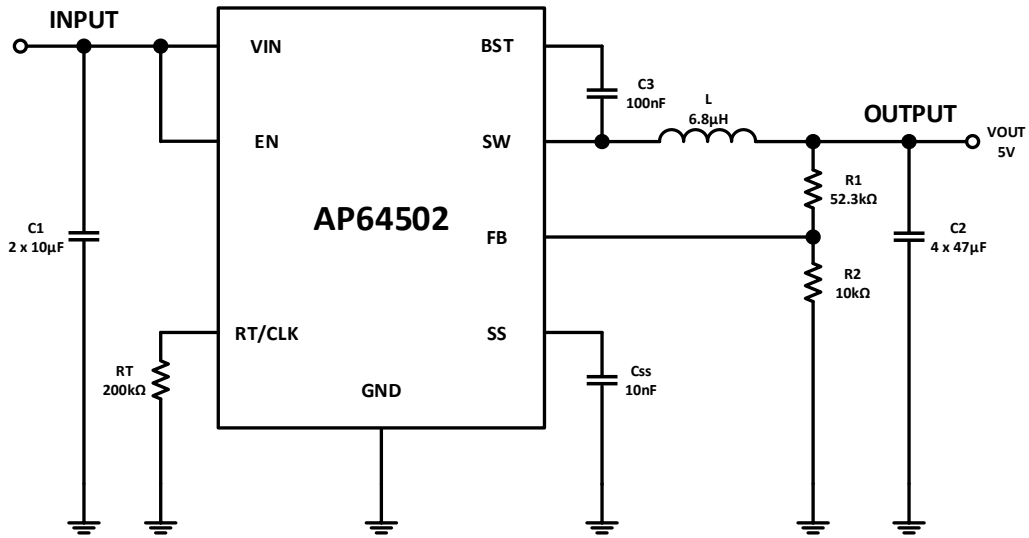 INPUT
VIN
BST
C3
100nF
L
6.8µH
OUTPUT
VOUT
5V
EN
SW
R1
52.3kΩ
AP64502
C1
2 x 10µF
FB
C2
4 x 47µF
R2
10kΩ
RT/CLK
SS
RT
200kΩ
GND
Css
10nF